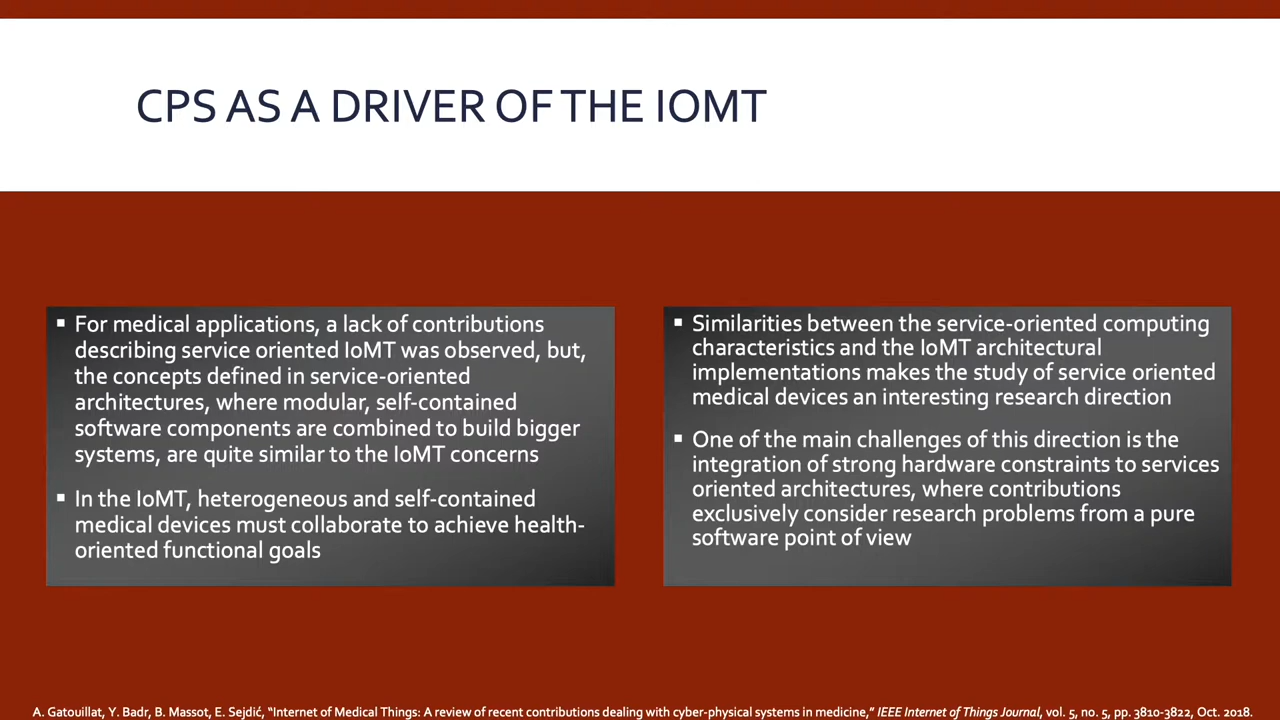 CPS AS A DRIVER OF THE IOMT
▪ For medical applications, a lack of contributions
describing service oriented IoMT was observed, but,
the concepts defined in service-oriented
architectures, where modular, self-contained
software components are combined to build bigger
systems, are quite similar to the IoMT concerns
▪ In the IoMT, heterogeneous and self-contained
medical devices must collaborate to achieve health-
oriented functional goals
▪ Similarities between the service-oriented computing
characteristics and the IoMT architectural
implementations makes the study of service oriented
medical devices an interesting research direction
▪ One of the main challenges of this direction is the
integration of strong hardware constraints to services
oriented architectures, where contributions
exclusively consider research problems from a pure
software point of view
A. Gatouillat, Y. Badr, B. Massot, E. Sejdić, “Internet of Medical Things: A review of recent contributions dealing with cyber-physical systems in medicine,” IEEE Internet of Things Journal, vol. 5, no. 5, pp. 3810-3822, Oct. 2018.